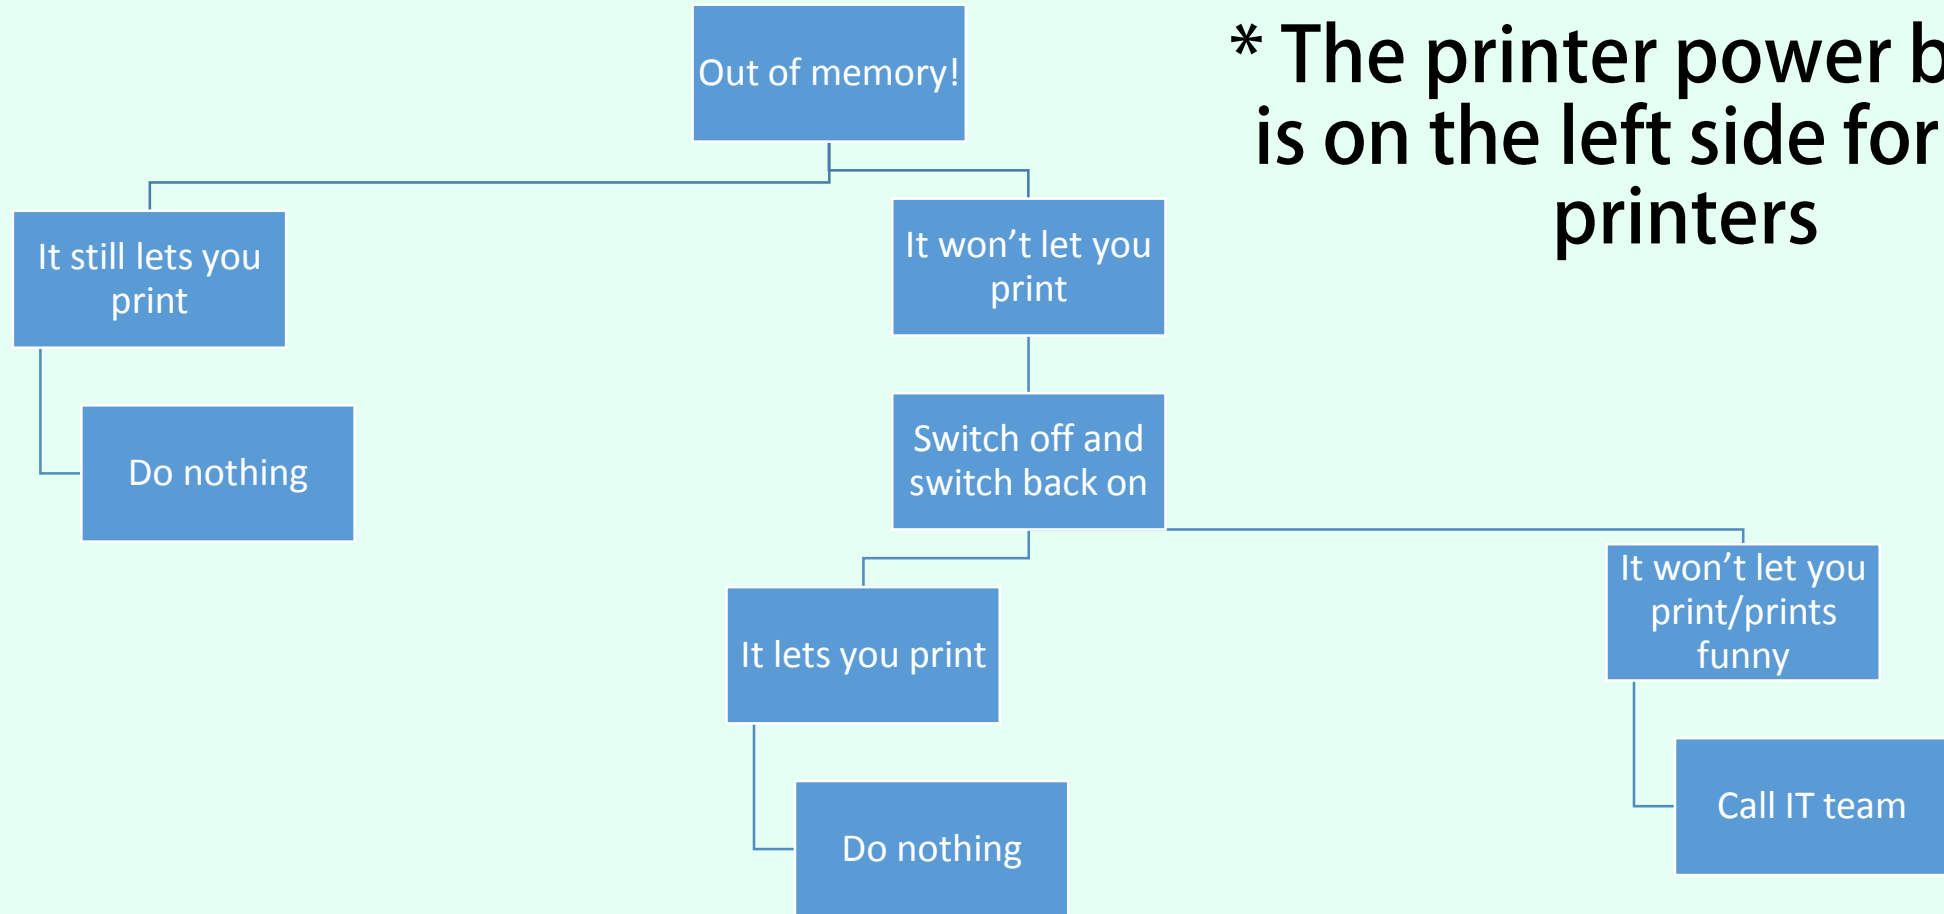 Out of memory!
* The printer power b
is on the left side for
printers
It still lets you
print
It won’t let you
print
Do nothing
Switch off and
switch back on
It lets you print
It won’t let you
print/prints
funny
Do nothing
Call IT team